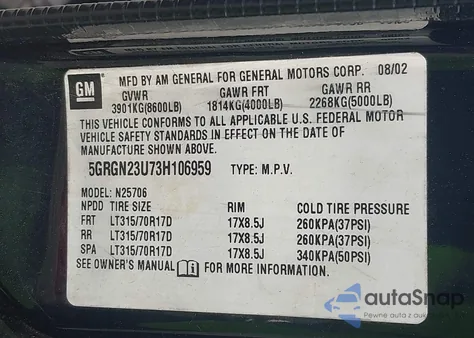 GM
MFD BY AM GENERAL FOR GENERAL MOTORS CORP. 08/02
GVWR GAWR FRT GAWR RR
3901KG(8600LB) 1814KG(4000LB) 2268KG(5000LB)
THIS VEHICLE CONFORMS TO ALL APPLICABLE U.S. FEDERAL MOTOR
VEHICLE SAFETY STANDARDS IN EFFECT ON THE DATE OF
MANUFACTURE SHOWN ABOVE.
5GRGN23U73H106959 TYPE: M.P.V.
MODEL: N25706
NPDD TIRE SIZE RIM COLD TIRE PRESSURE
FRT LT315/70R17D 17X8.5J 260KPA(37PSI)
RR LT315/70R17D 17X8.5J 260KPA(37PSI)
SPA LT315/70R17D 17X8.5J 340KPA(50PSI)
SEE OWNER'S MANUAL i FOR MORE INFORMATION.
autaSnap
Pewne auta z aukcji